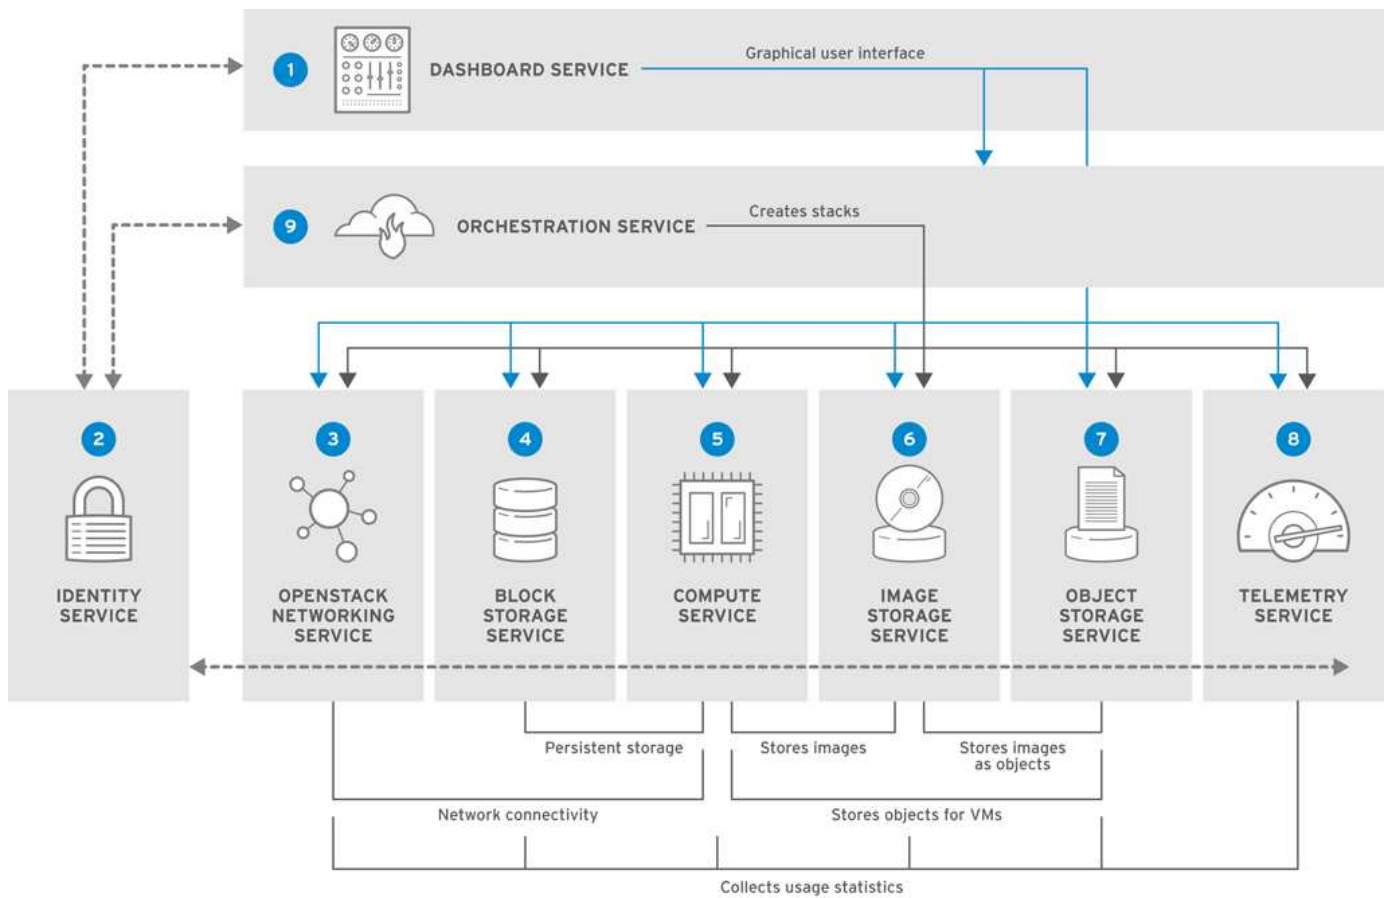 1
DASHBOARD SERVICE
Graphical user interface
9
ORCHESTRATION SERVICE
Creates stacks
2
IDENTITY
SERVICE
3
OPENSTACK
NETWORKING
SERVICE
4
BLOCK
STORAGE
SERVICE
5
COMPUTE
SERVICE
6
IMAGE
STORAGE
SERVICE
7
OBJECT
STORAGE
SERVICE
8
TELEMETRY
SERVICE
Persistent storage
Stores images
Stores images
as objects
Network connectivity
Stores objects for VMs
Collects usage statistics